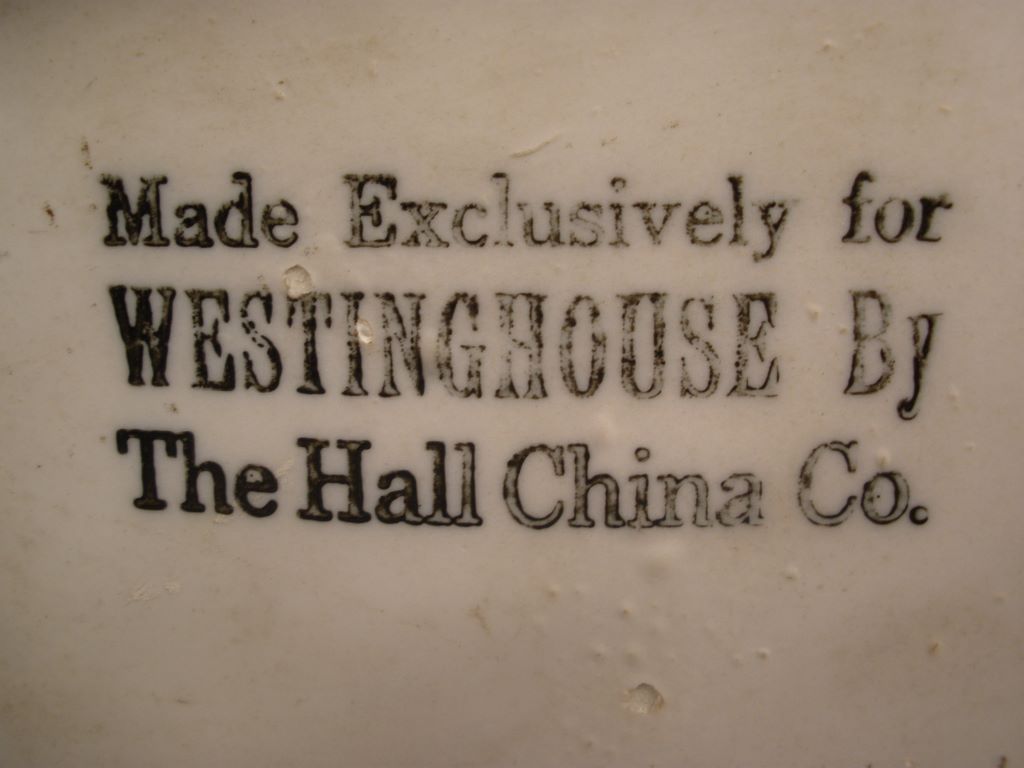 Made Exclusively for
WESTINGHOUSE By
The Hall China Co.